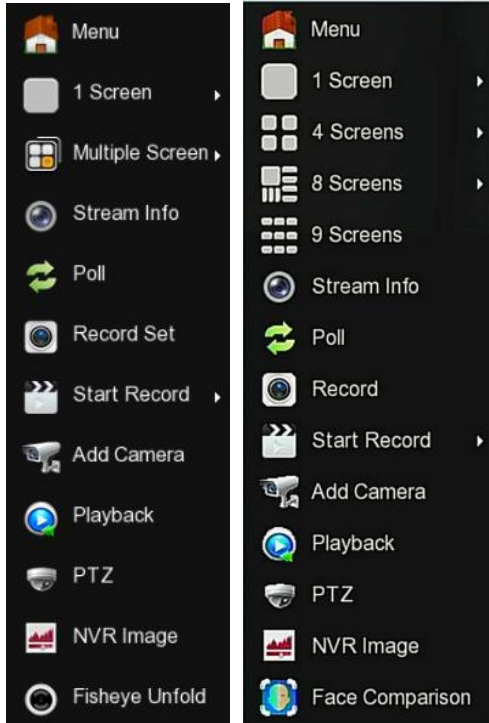 Menu
1 Screen
Multiple Screen
Stream Info
Poll
Record Set
Start Record
Add Camera
Playback
PTZ
NVR Image
Fisheye Unfold
Menu
1 Screen
4 Screens
8 Screens
9 Screens
Stream Info
Poll
Record
Start Record
Add Camera
Playback
PTZ
NVR Image
Face Comparison